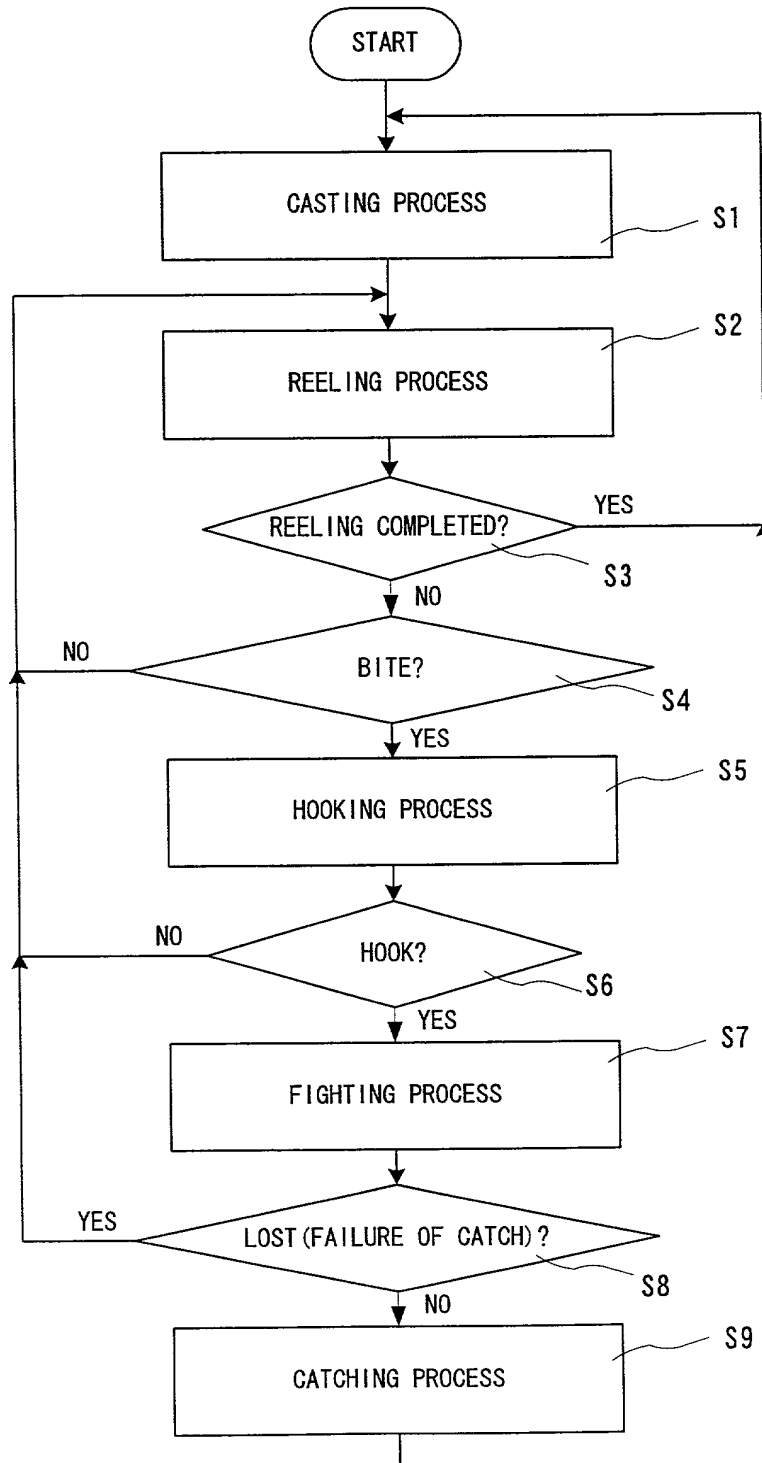 START
CASTING PROCESS
S1
S2
REELING PROCESS
YES
REELING COMPLETED?
S3
NO
NO
BITE?
S4
YES
S5
HOOKING PROCESS
NO
HOOK?
S6
YES
S7
FIGHTING PROCESS
YES
LOST(FAILURE OF CATCH)?
S8
NO
S9
CATCHING PROCESS